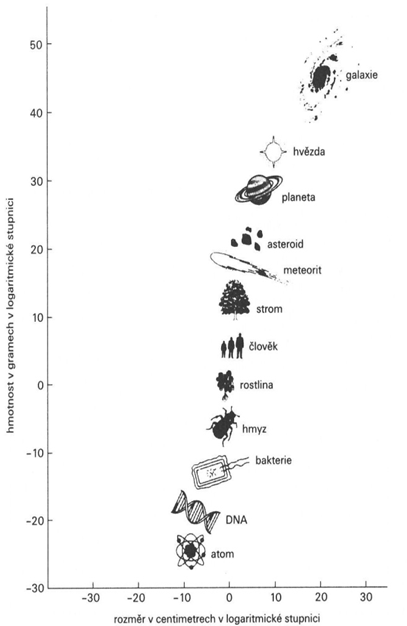 hmotnost v gramech v logaritmické stupnici
50
40
30
20
10
0
−10
−20
−30
galaxie
hvězda
planeta
asteroid
meteorit
strom
člověk
rostlina
hmyz
bakterie
DNA
atom
−30
−20
−10
0
10
20
30
rozměr v centimetrech v logaritmické stupnici